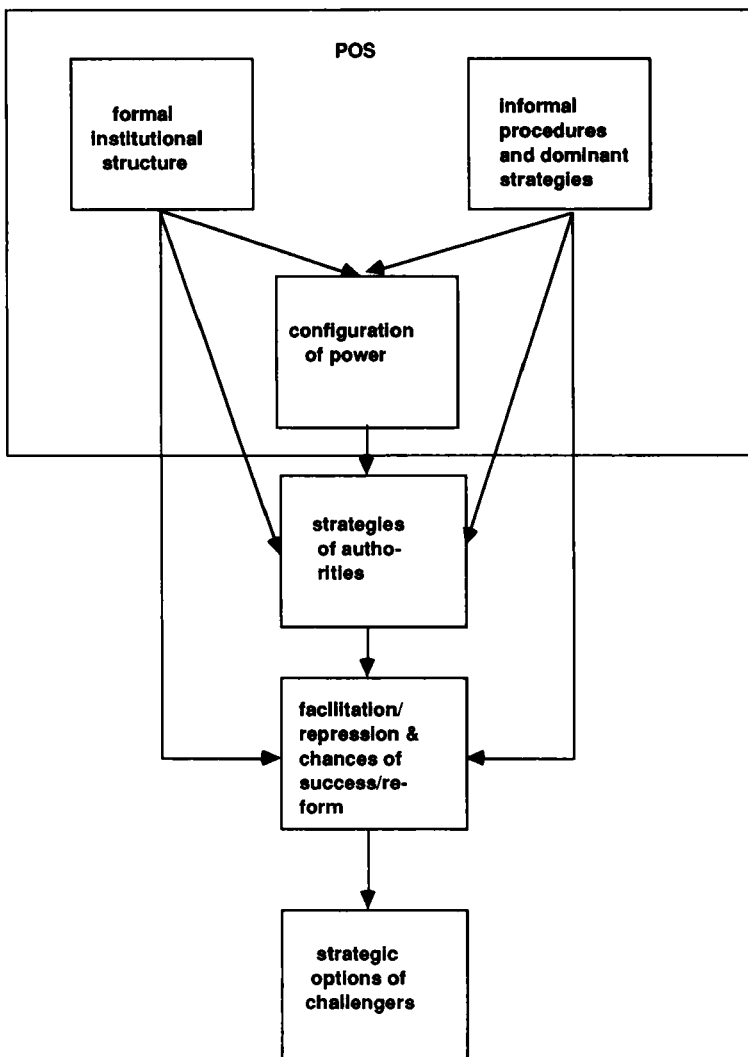 POS
formal
institutional
structure
informal
procedures
and dominant
strategies
configuration
of power
strategies
of autho-
rities
facilitation/
repression &
chances of
success/re-
form
strategic
options of
challengers